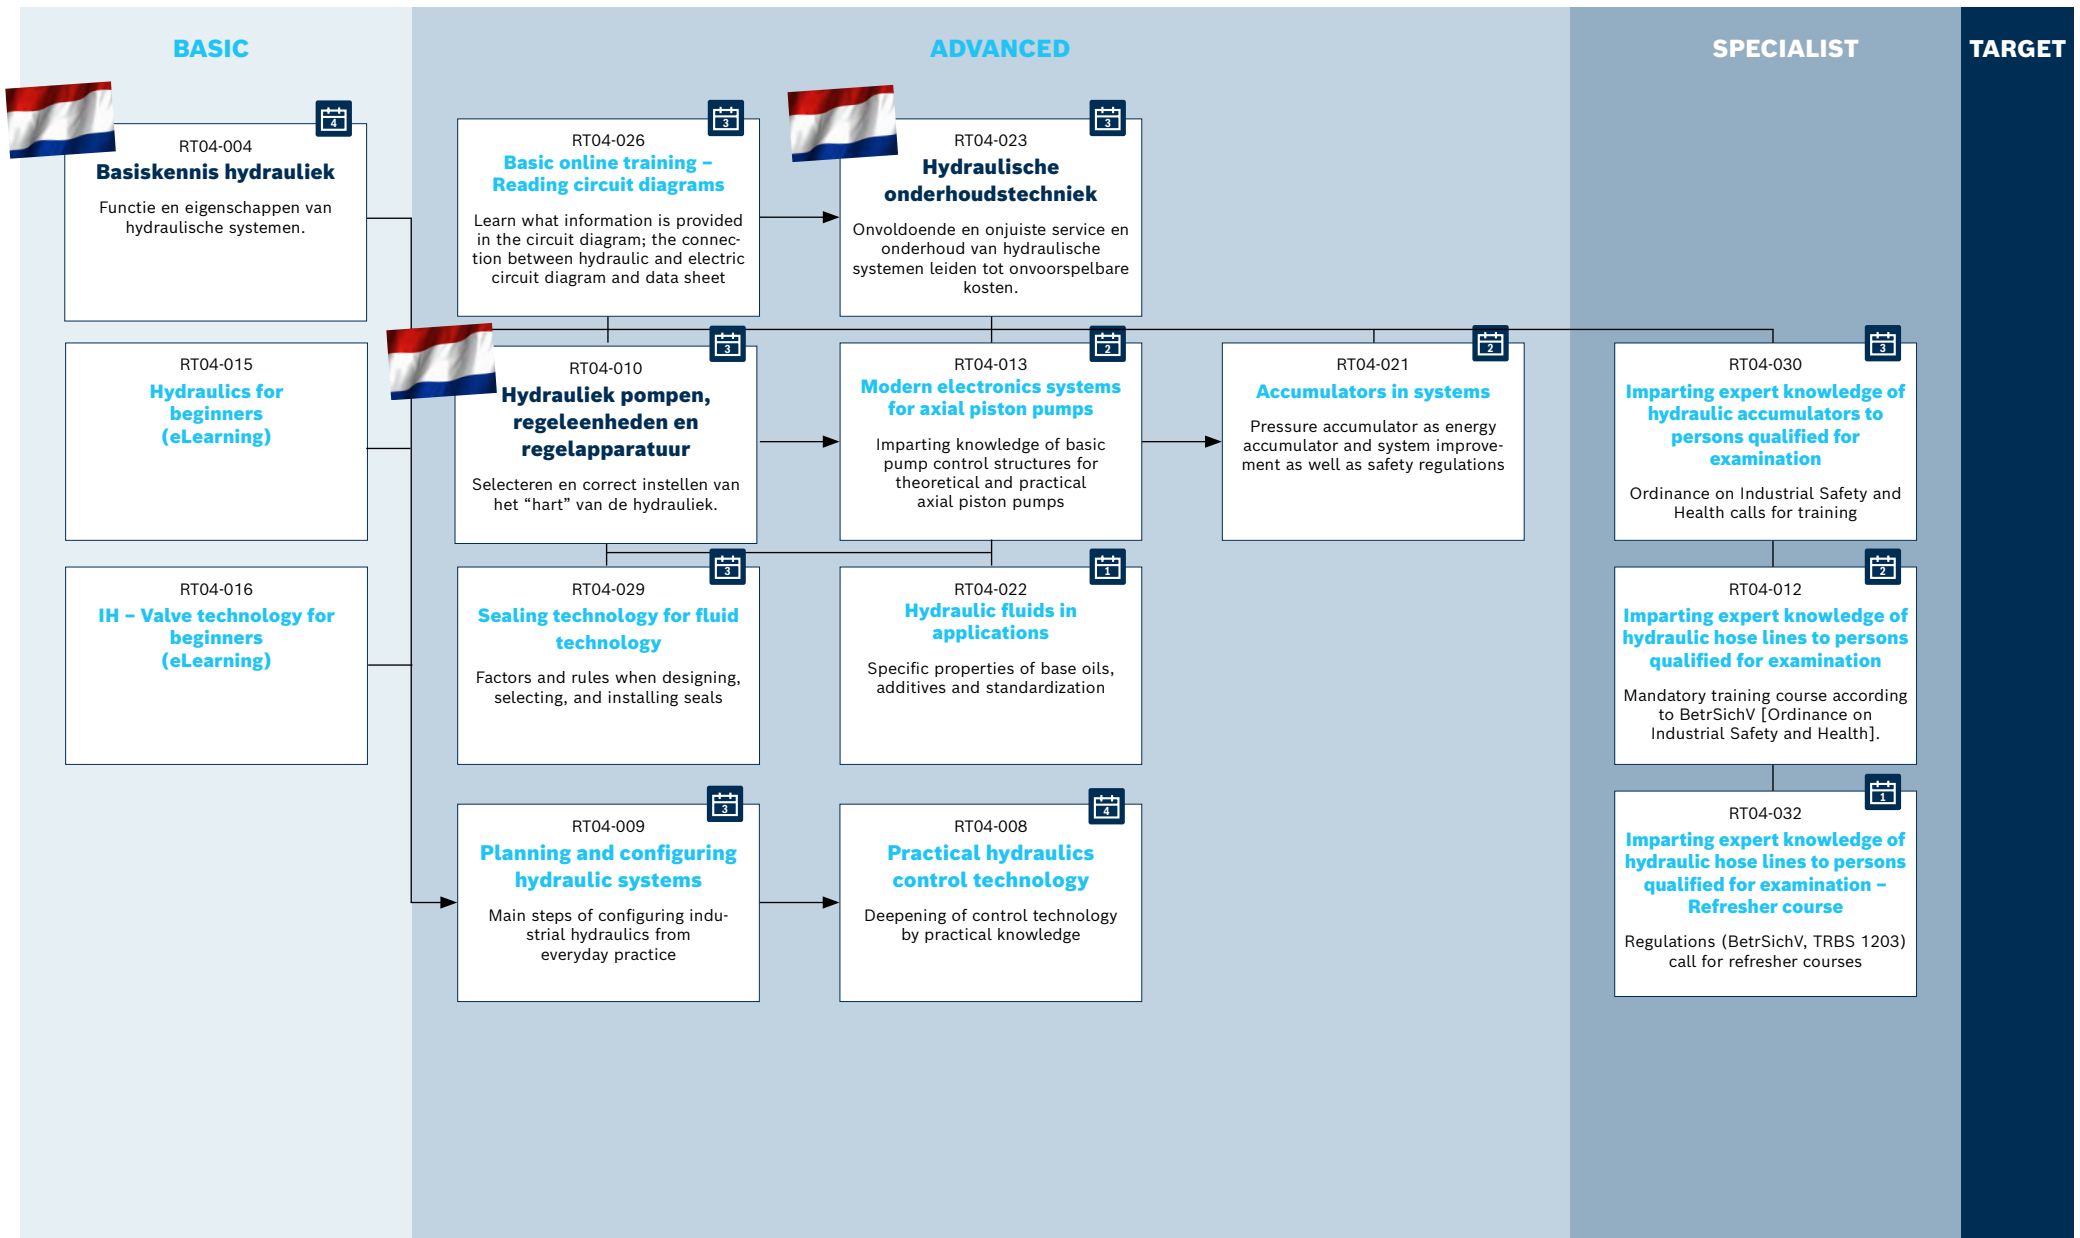 BASIC
ADVANCED
SPECIALIST
TARGET
4
RT04-004
Basiskennis hydrauliek
Functie en eigenschappen van
hydraulische systemen.
3
RT04-026
Basic online training –
Reading circuit diagrams
Learn what information is provided
in the circuit diagram; the connec-
tion between hydraulic and electric
circuit diagram and data sheet
3
RT04-023
Hydraulische
onderhoudstechniek
Onvoldoende en onjuiste service en
onderhoud van hydraulische
systemen leiden tot onvoorspelbare
kosten.
RT04-015
Hydraulics for
beginners
(eLearning)
3
RT04-010
Hydrauliek pompen,
regeleenheden en
regelapparatuur
Selecteren en correct instellen van
het “hart” van de hydrauliek.
2
RT04-013
Modern electronics systems
for axial piston pumps
Imparting knowledge of basic
pump control structures for
theoretical and practical
axial piston pumps
2
RT04-021
Accumulators in systems
Pressure accumulator as energy
accumulator and system improve-
ment as well as safety regulations
3
RT04-030
Imparting expert knowledge of
hydraulic accumulators to
persons qualified for
examination
Ordinance on Industrial Safety and
Health calls for training
RT04-016
IH – Valve technology for
beginners
(eLearning)
3
RT04-029
Sealing technology for fluid
technology
Factors and rules when designing,
selecting, and installing seals
1
RT04-022
Hydraulic fluids in
applications
Specific properties of base oils,
additives and standardization
2
RT04-012
Imparting expert knowledge of
hydraulic hose lines to persons
qualified for examination
Mandatory training course according
to BetrSichV [Ordinance on
Industrial Safety and Health].
3
RT04-009
Planning and configuring
hydraulic systems
Main steps of configuring indu-
strial hydraulics from
everyday practice
4
RT04-008
Practical hydraulics
control technology
Deepening of control technology
by practical knowledge
1
RT04-032
Imparting expert knowledge of
hydraulic hose lines to persons
qualified for examination –
Refresher course
Regulations (BetrSichV, TRBS 1203)
call for refresher courses